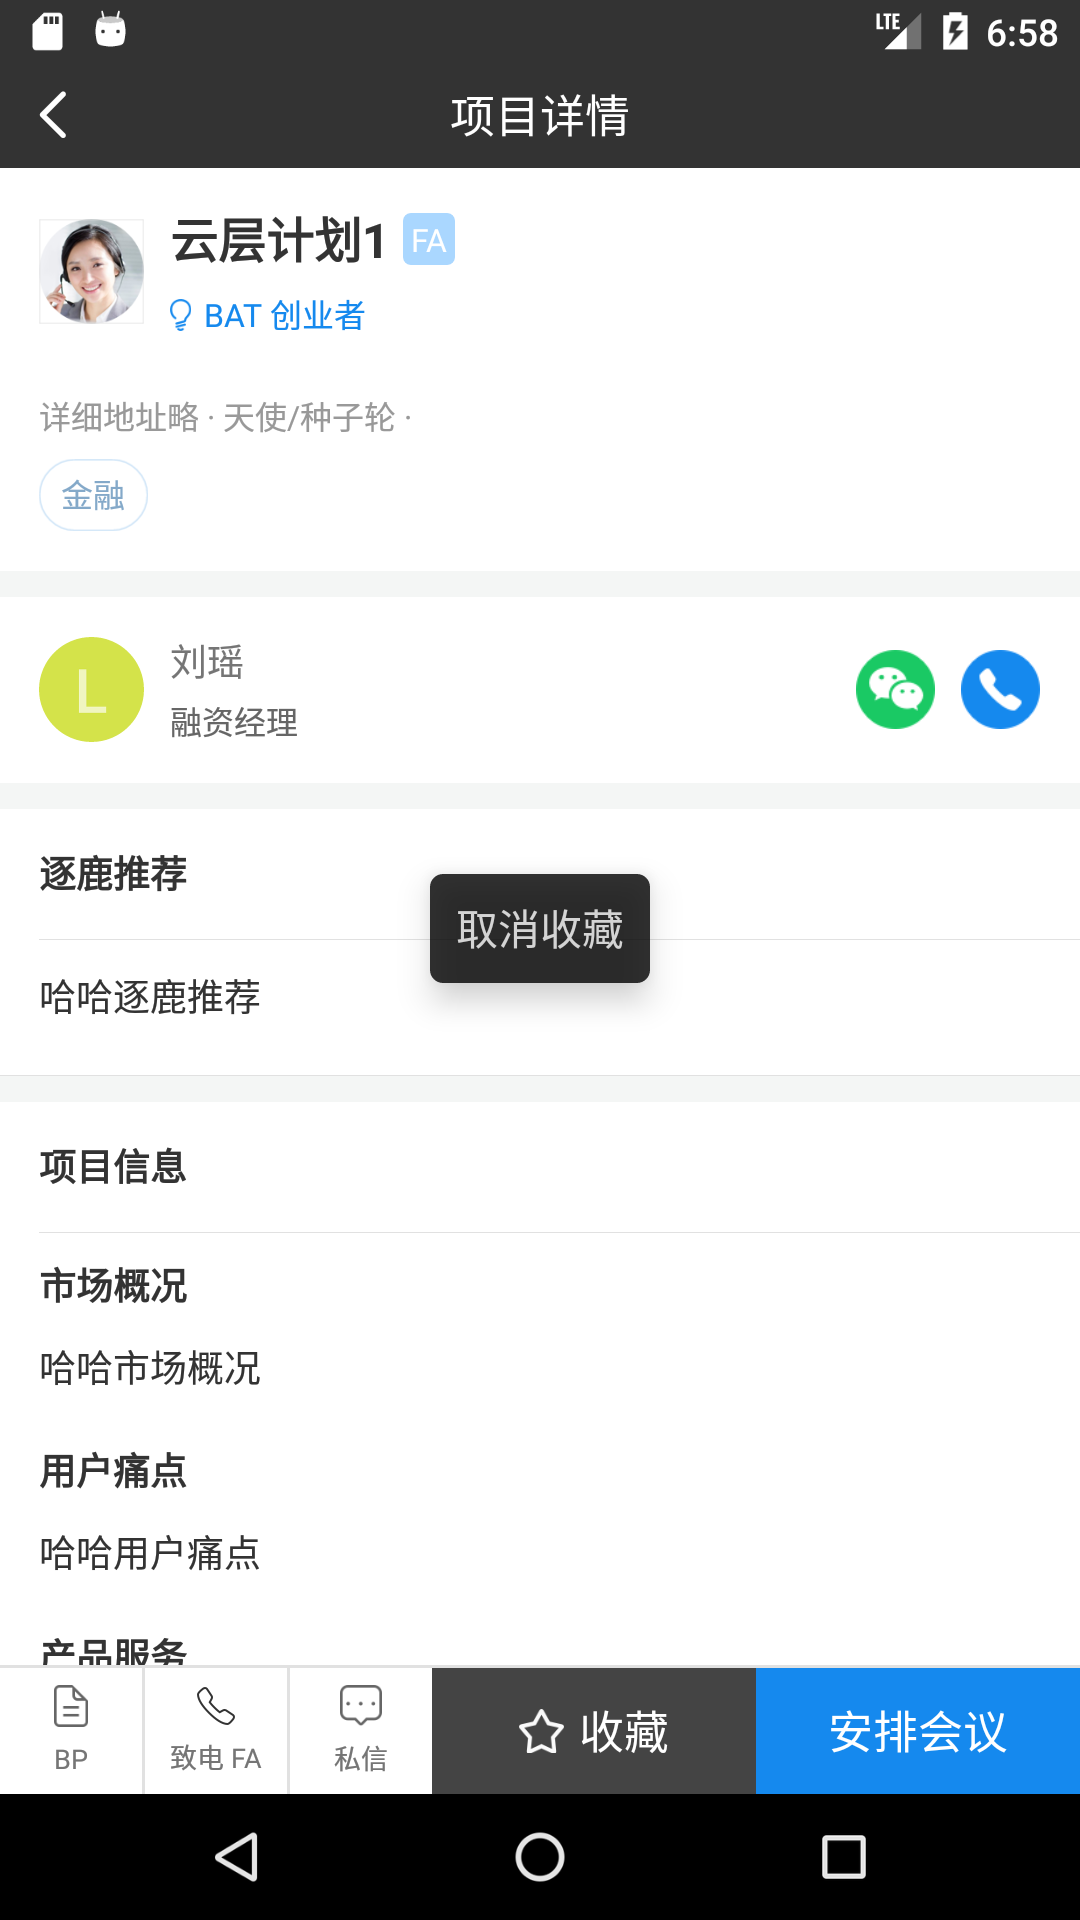 LTE 6:58
项目详情
云层计划1 FA
BAT 创业者
详细地址略 · 天使/种子轮 ·
金融
L 刘瑶
融资经理
逐鹿推荐
取消收藏
哈哈逐鹿推荐
项目信息
市场概况
哈哈市场概况
用户痛点
哈哈用户痛点
产品服务
BP 致电 FA 私信 收藏 安排会议